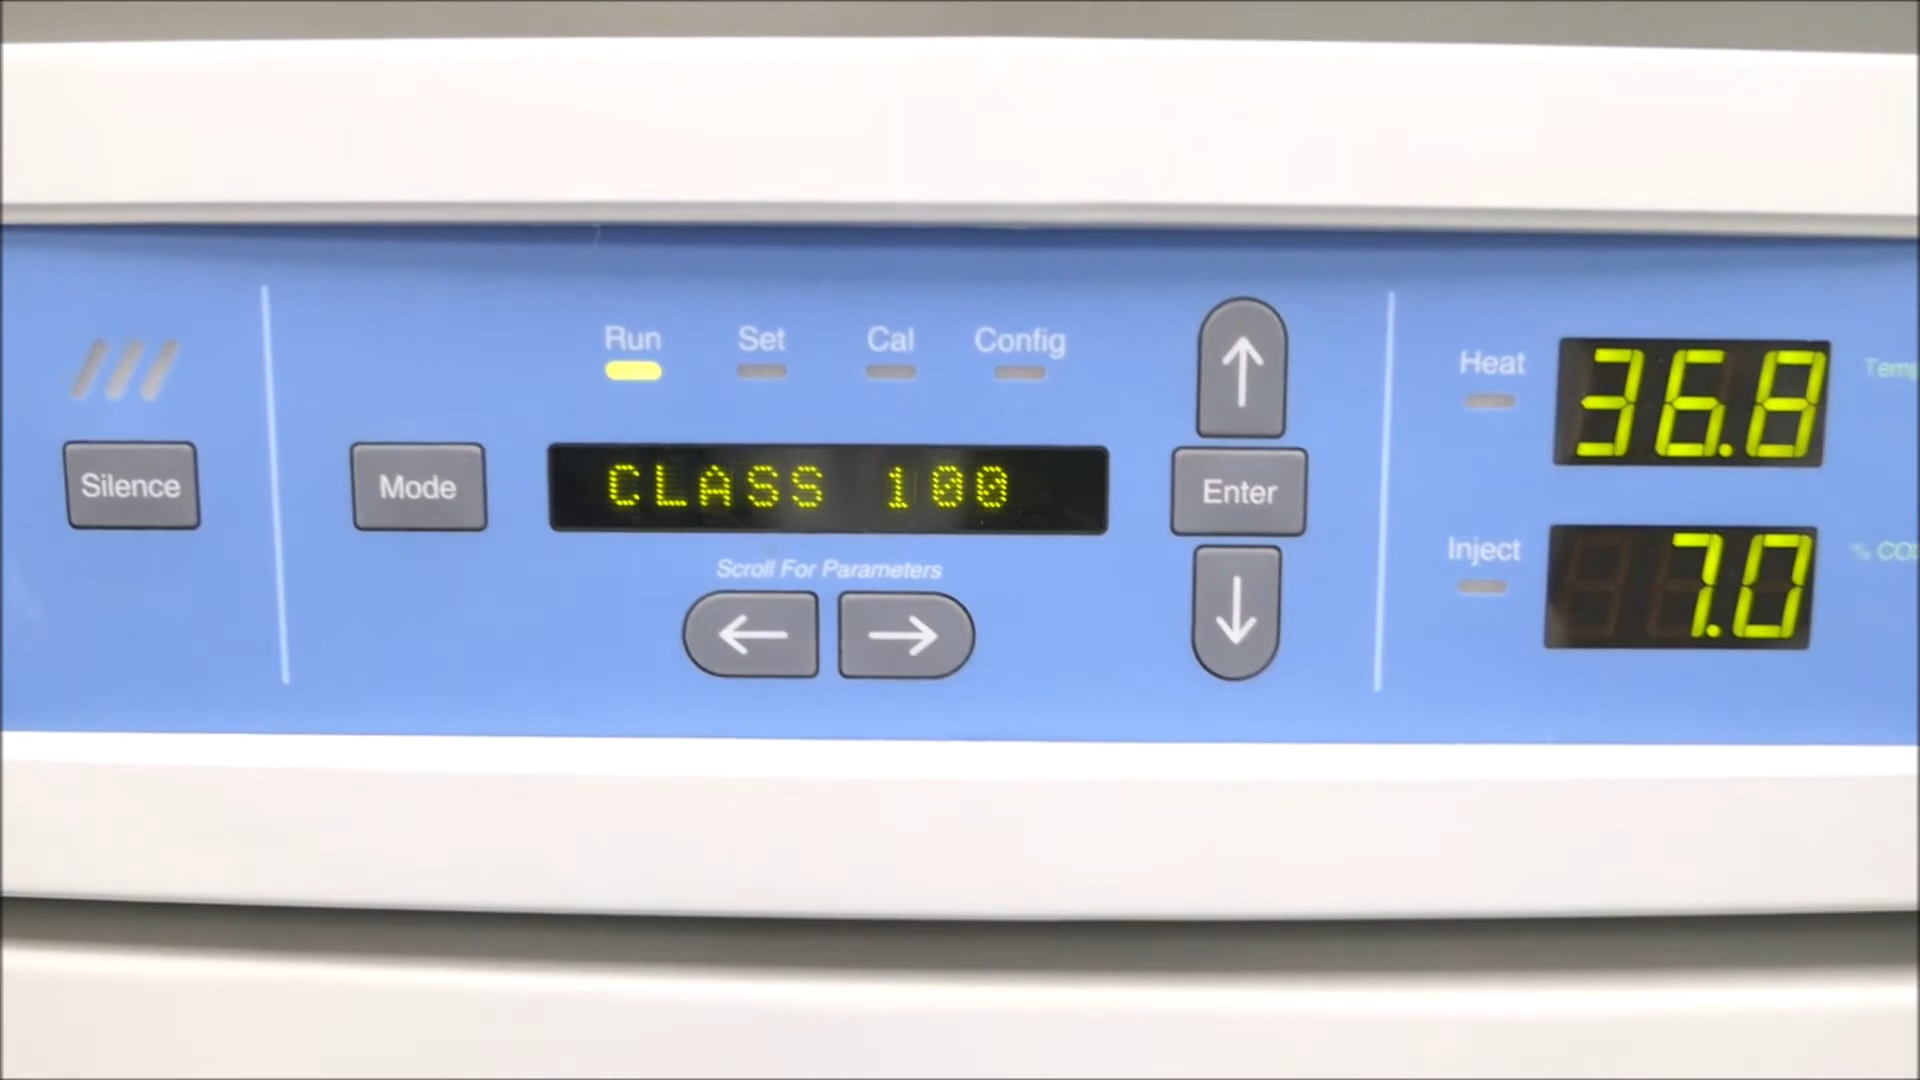 Run Set Cal Config
Heat 36.8
Silence Mode CLASS 100 Enter
Inject 7.0
Scroll For Parameters